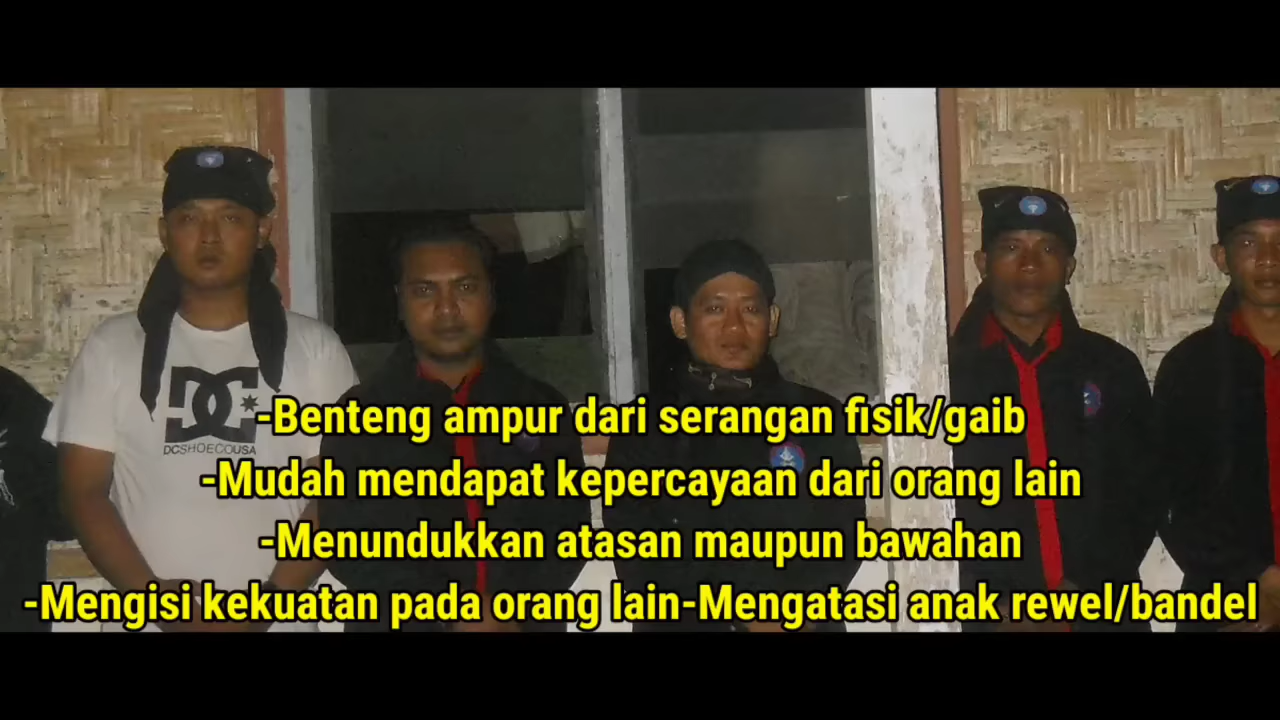 DCSHOECOUSA
-Benteng ampur dari serangan fisik/gaib
-Mudah mendapat kepercayaan dari orang lain
-Menundukkan atasan maupun bawahan
-Mengisi kekuatan pada orang lain-Mengatasi anak rewel/bandel